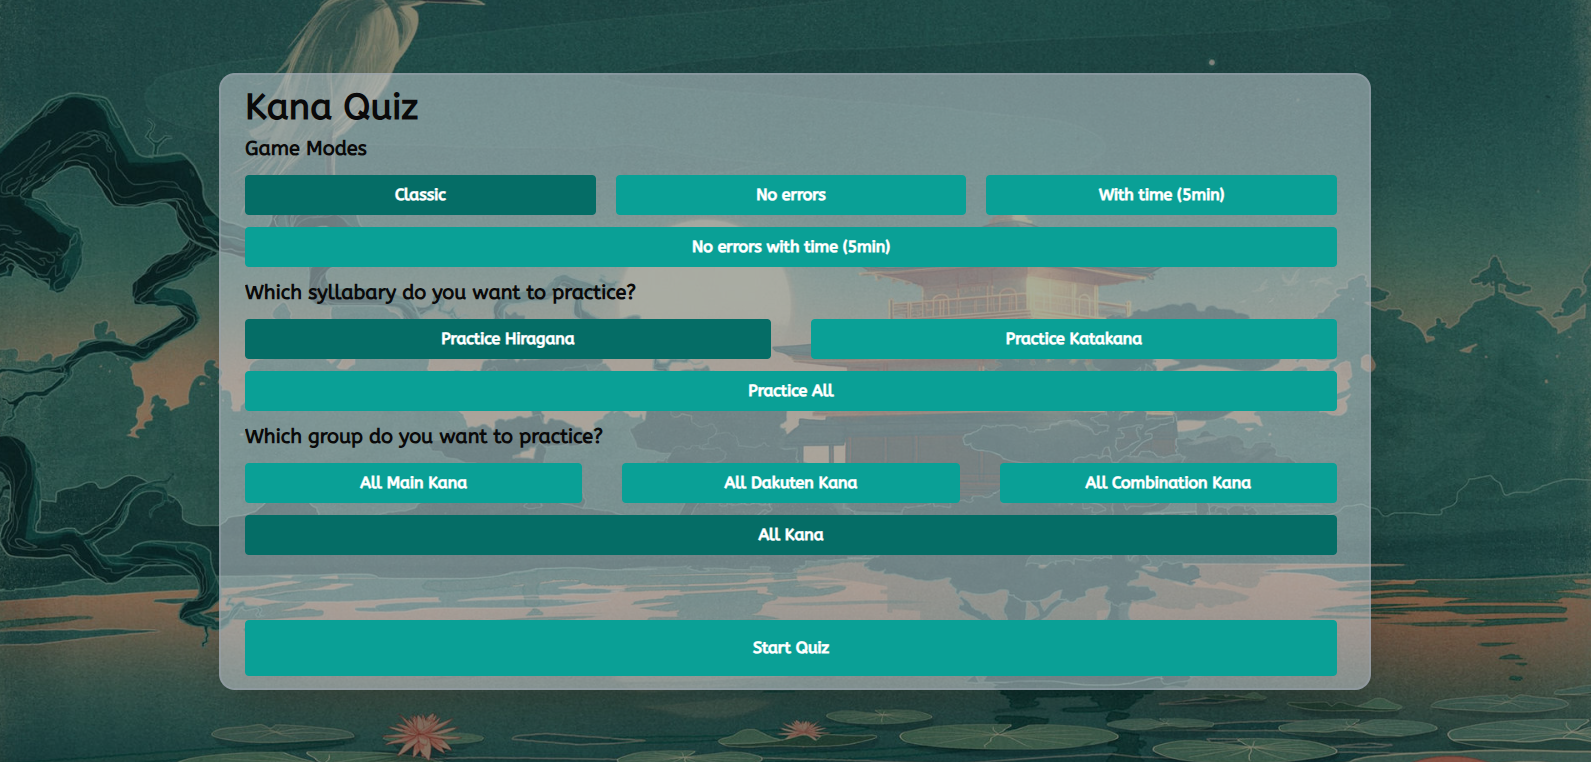 Kana Quiz
Game Modes
Classic
No errors
With time (5min)
No errors with time (5min)
Which syllabary do you want to practice?
Practice Hiragana
Practice Katakana
Practice All
Which group do you want to practice?
All Main Kana
All Dakuten Kana
All Combination Kana
All Kana
Start Quiz